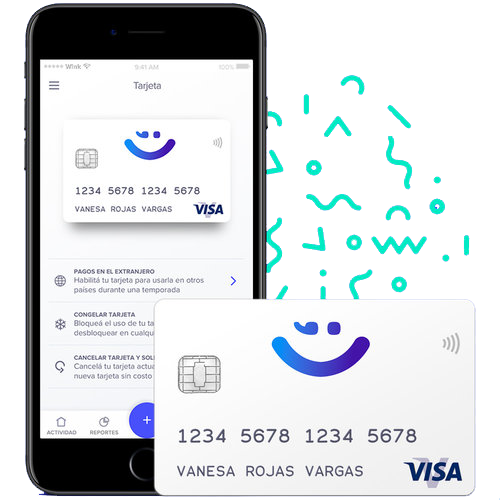 Wink
9:41 AM
100%
Tarjeta
1234 5678 1234 5678
VANESA ROJAS VARGAS
VISA
PAGOS EN EL EXTRANJERO
Habilitá tu tarjeta para usarla en otros
países durante una temporada
CONGELAR TARJETA
Bloqueá el uso de tu ta
desbloquear en cualqu
CANCELAR TARJETA Y SOL
Cancelá tu tarjeta actu
nueva tarjeta sin costo
ACTIVIDAD
REPORTES
+
1234 5678 1234 5678
VANESA ROJAS VARGAS
VISA